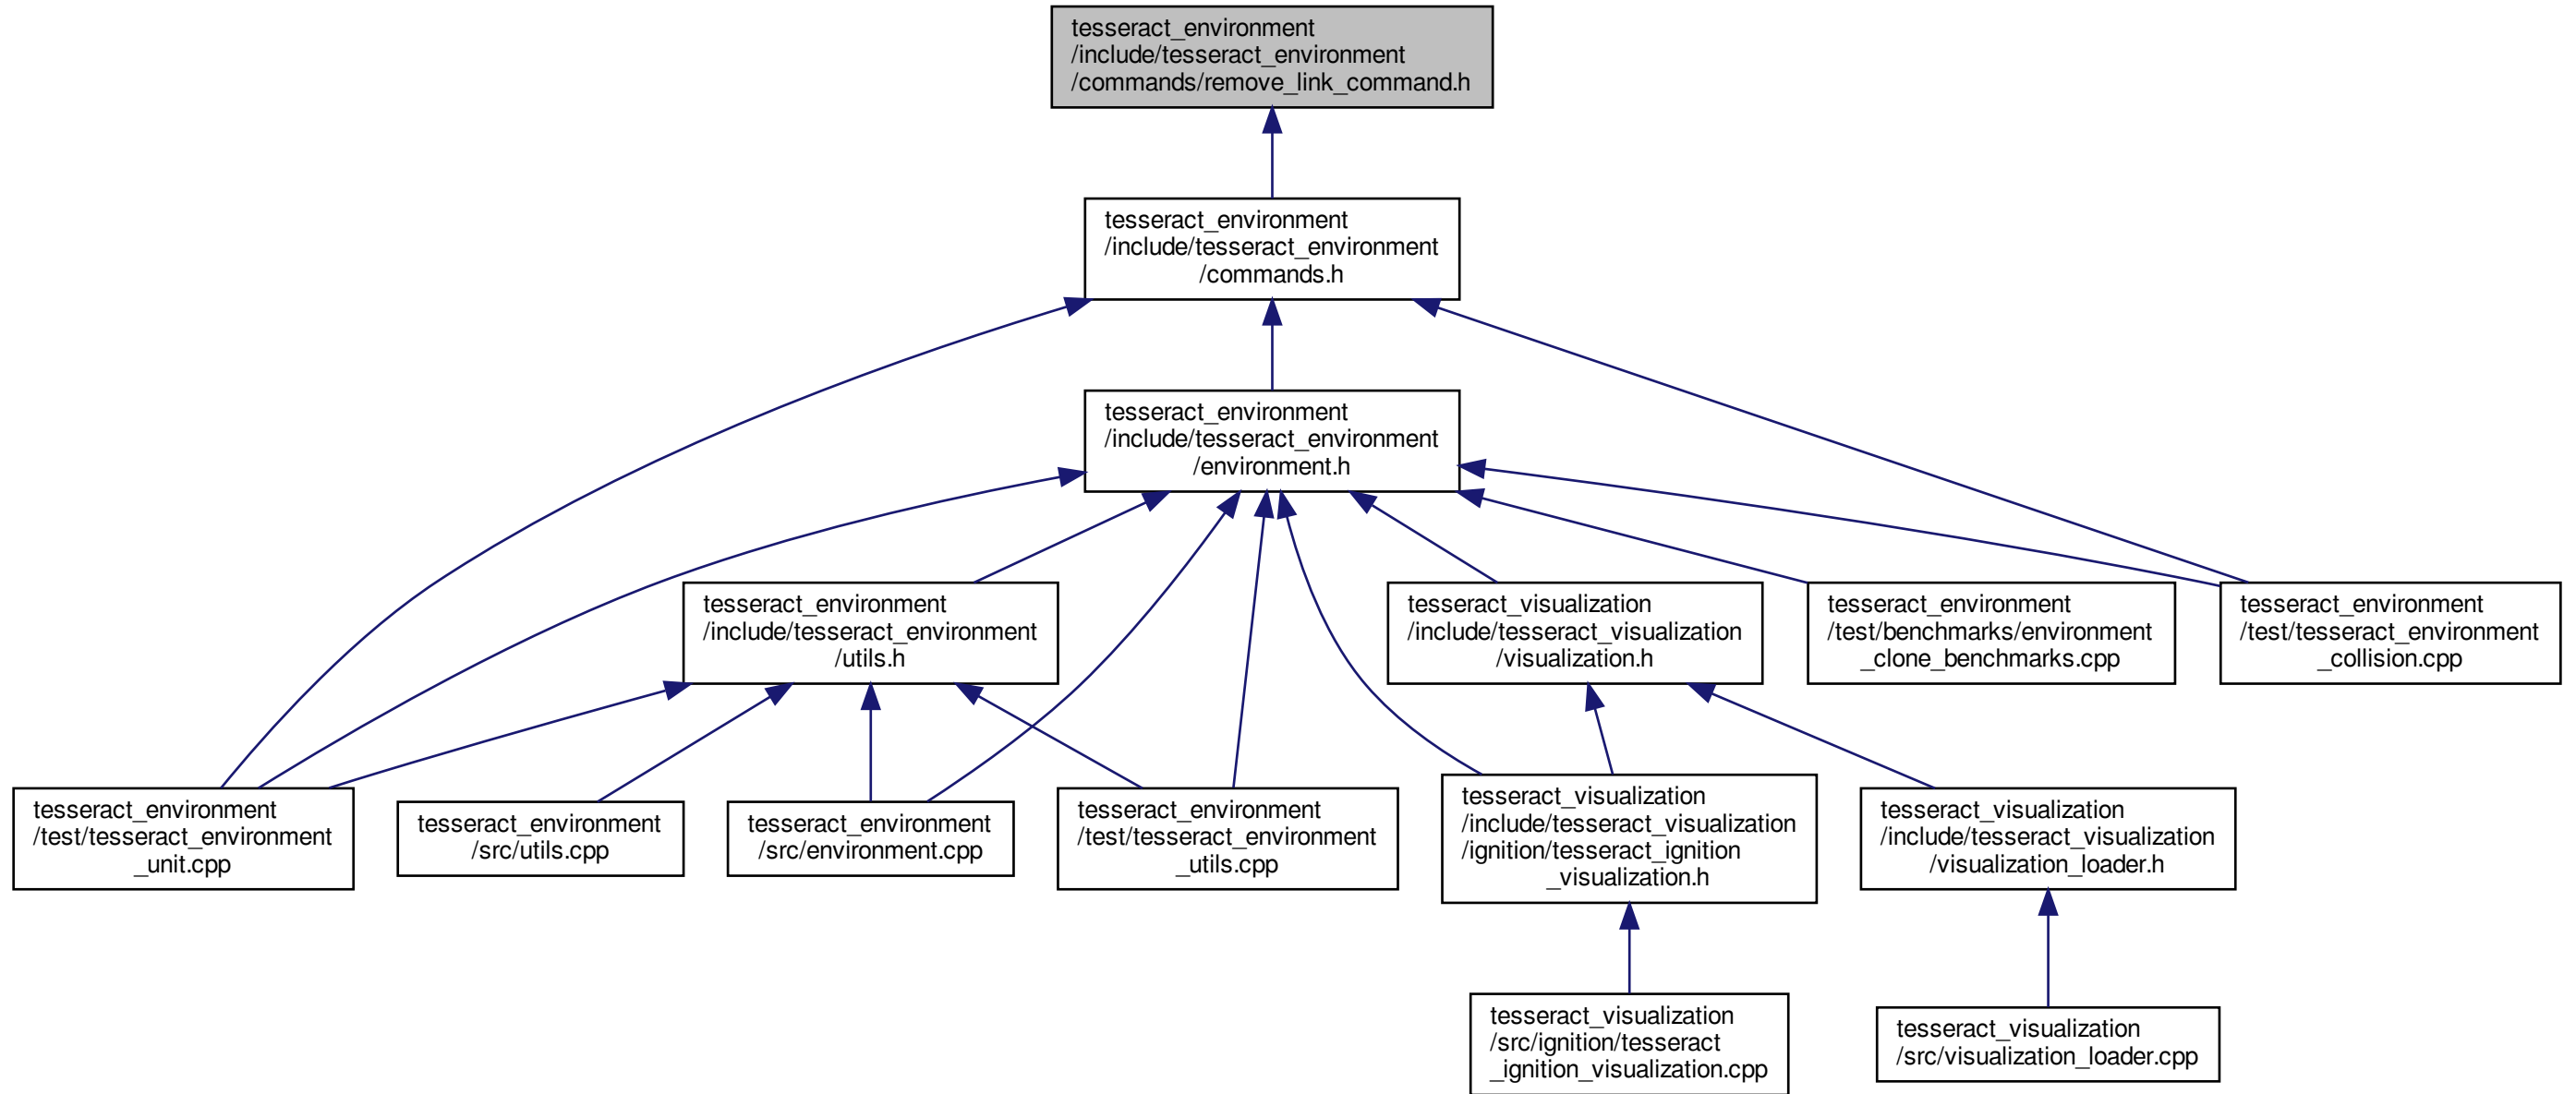 tesseract_environment
/include/tesseract_environment
/commands/remove_link_command.h
tesseract_environment
/include/tesseract_environment
/commands.h
tesseract_environment
/include/tesseract_environment
/environment.h
tesseract_environment
/include/tesseract_environment
/utils.h
tesseract_visualization
/include/tesseract_visualization
/visualization.h
tesseract_environment
/test/benchmarks/environment
_clone_benchmarks.cpp
tesseract_environment
/test/tesseract_environment
_collision.cpp
tesseract_environment
/test/tesseract_environment
_unit.cpp
tesseract_environment
/src/utils.cpp
tesseract_environment
/src/environment.cpp
tesseract_environment
/test/tesseract_environment
_utils.cpp
tesseract_visualization
/include/tesseract_visualization
/ignition/tesseract_ignition
_visualization.h
tesseract_visualization
/include/tesseract_visualization
/visualization_loader.h
tesseract_visualization
/src/ignition/tesseract
_ignition_visualization.cpp
tesseract_visualization
/src/visualization_loader.cpp